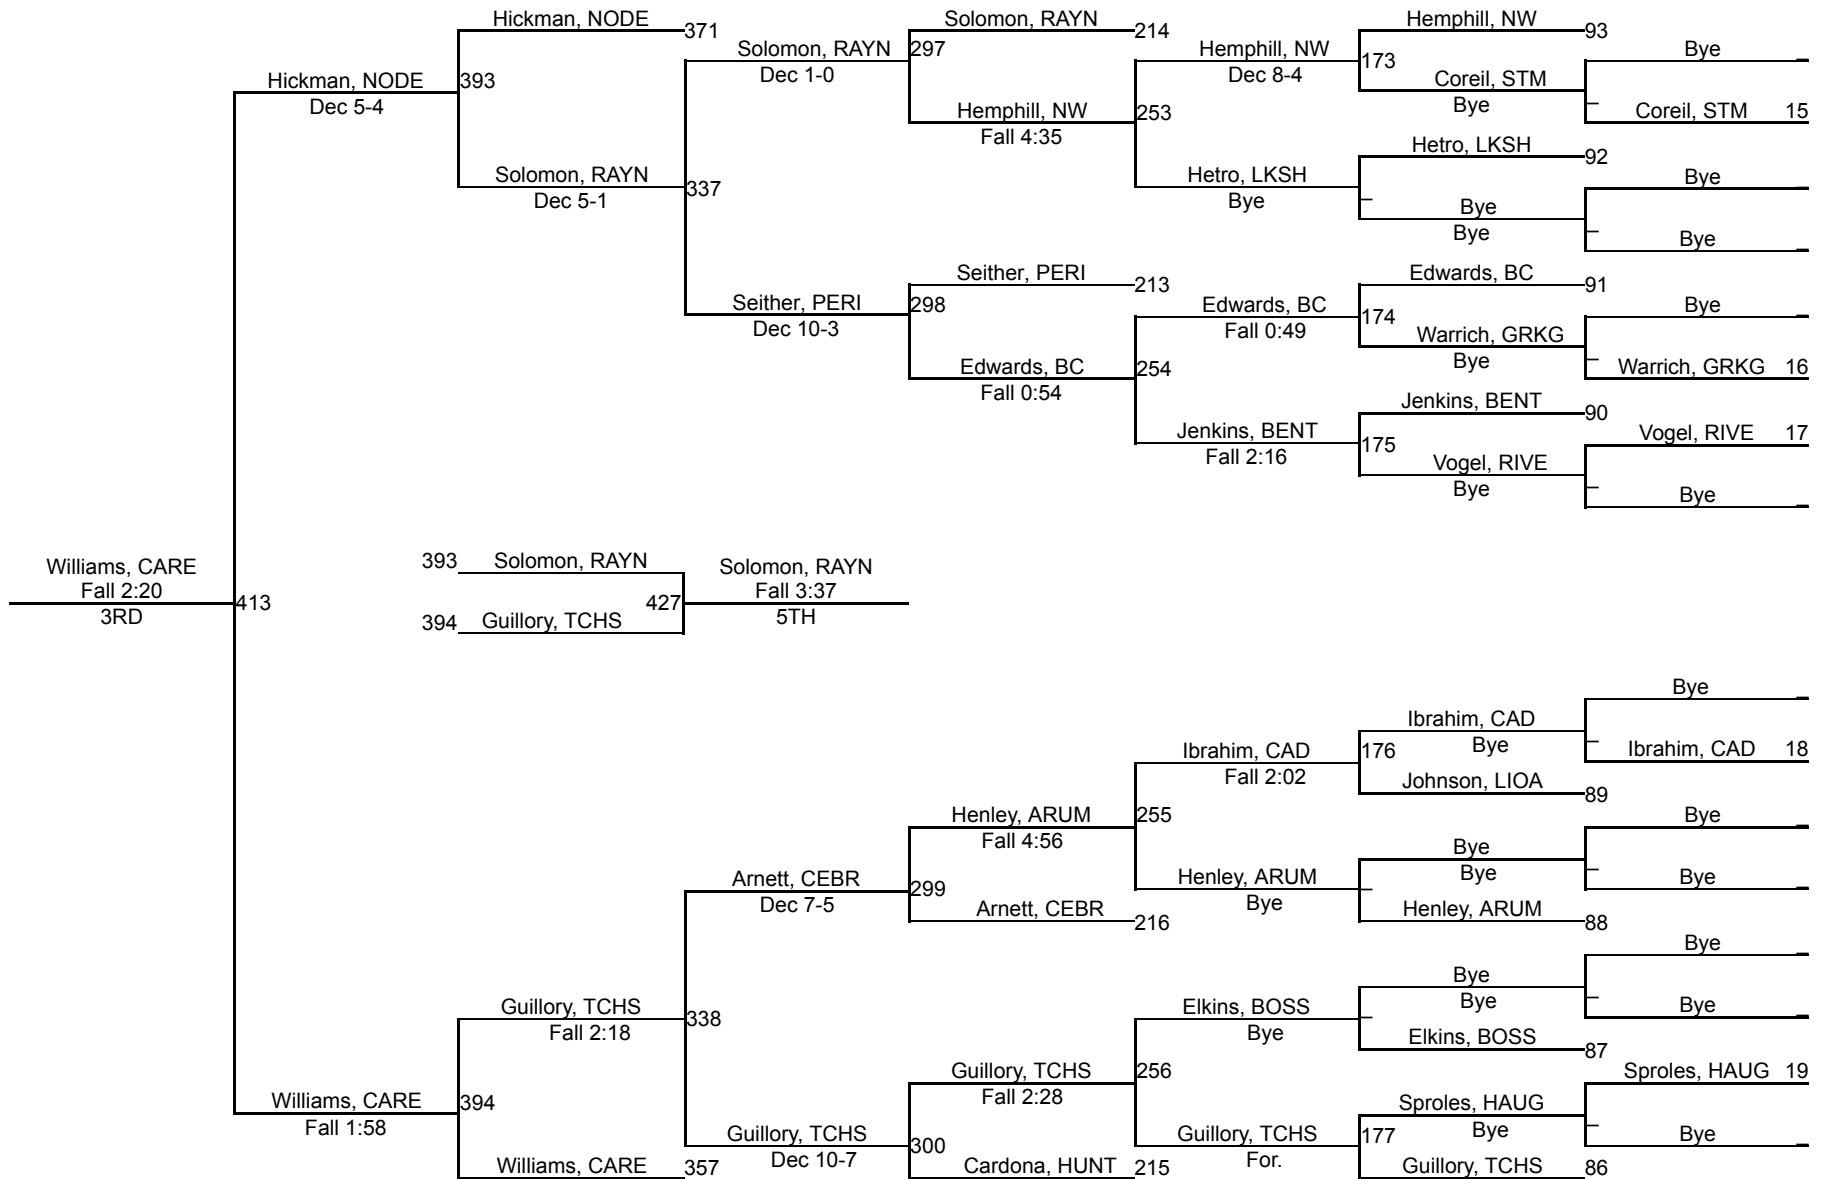 Hickman, NODE
371
Solomon, RAYN
214
Hemphill, NW
93
Bye
_
Solomon, RAYN
Dec 1-0
297
Hemphill, NW
Dec 8-4
173
Coreil, STM
Bye
_
Coreil, STM 15
Hickman, NODE
Dec 5-4
393
Hemphill, NW
Fall 4:35
253
Hetro, LKSH
92
Bye
_
Solomon, RAYN
Dec 5-1
337
Hetro, LKSH
Bye
_
Bye
Bye
_
Bye
_
Seither, PERI
213
Edwards, BC
91
Bye
_
Seither, PERI
Dec 10-3
298
Edwards, BC
Fall 0:49
174
Warrich, GRKG
Bye
_
Warrich, GRKG 16
Edwards, BC
Fall 0:54
254
Jenkins, BENT
90
Vogel, RIVE 17
Jenkins, BENT
Fall 2:16
175
Vogel, RIVE
Bye
_
Bye
_
Williams, CARE
Fall 2:20
3RD
413
393 Solomon, RAYN
394 Guillory, TCHS
427
Solomon, RAYN
Fall 3:37
5TH
Bye
_
Ibrahim, CAD
Bye
_
Ibrahim, CAD 18
Ibrahim, CAD
Fall 2:02
176
Johnson, LIOA
89
Henley, ARUM
Fall 4:56
255
Bye
_
Bye
Bye
_
Bye
_
Arnett, CEBR
Dec 7-5
299
Henley, ARUM
Bye
_
Henley, ARUM
88
Arnett, CEBR
216
Bye
_
Bye
Bye
_
Bye
_
Guillory, TCHS
Fall 2:18
338
Elkins, BOSS
Bye
_
Elkins, BOSS
87
Guillory, TCHS
Fall 2:28
256
Sproles, HAUG 19
Williams, CARE
Fall 1:58
394
Sproles, HAUG
Bye
_
Bye
_
Guillory, TCHS
Dec 10-7
300
Guillory, TCHS
For.
177
Williams, CARE
357
Cardona, HUNT
215
Guillory, TCHS
86